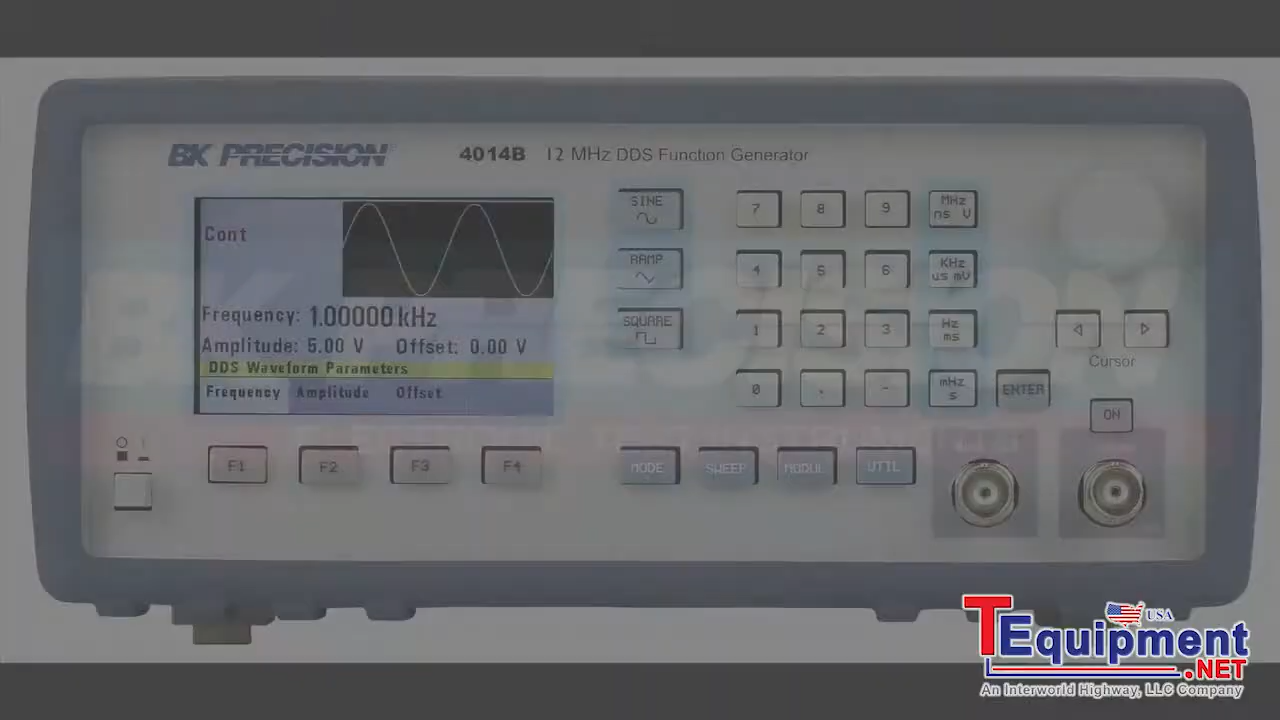 BK PRECISION
4014B 12 MHz DDS Function Generator
Cont
Frequency: 1.00000 kHz
Amplitude: 5.00 V Offset: 0.00 V
DDS Waveform Parameters
Frequency Amplitude Offset
F1 F2 F3 F4
SINE
RAMP
SQUARE
7 8 9 MHz ns V
4 5 6 KHz us mV
1 2 3 Hz ms
0 . - mHz s ENTER
MODE SWEEP MODUL UTIL
Cursor
ON
BK PRECISION
TEquipment
USA
.NET
An Interworld Highway, LLC Company